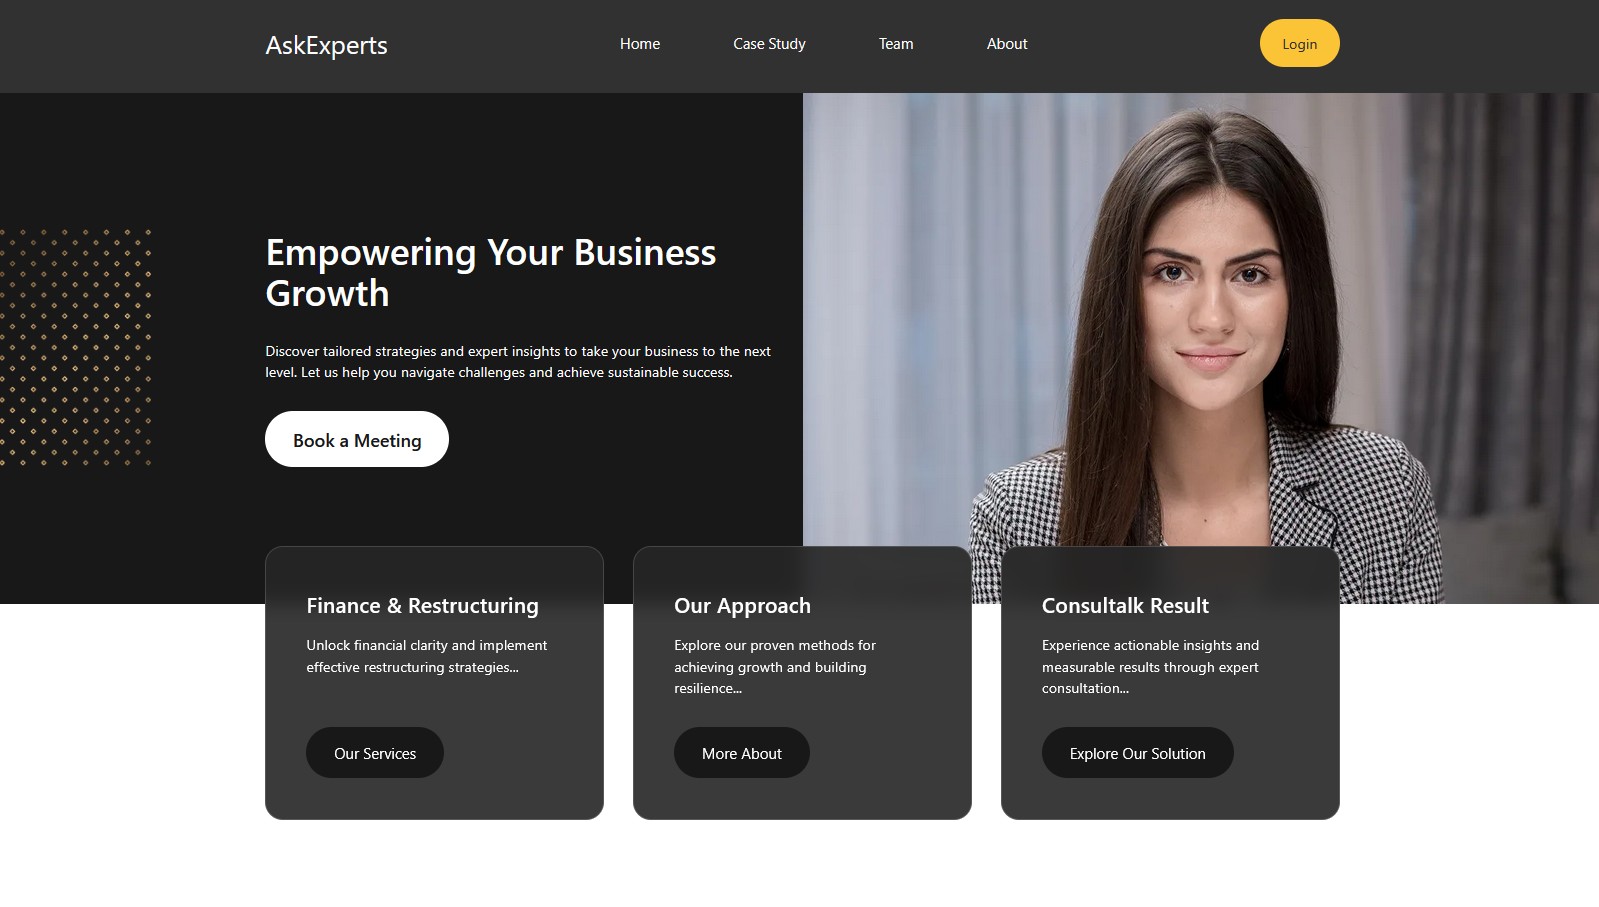 AskExperts
Home
Case Study
Team
About
Login
Empowering Your Business
Growth
Discover tailored strategies and expert insights to take your business to the next
level. Let us help you navigate challenges and achieve sustainable success.
Book a Meeting
Finance & Restructuring
Unlock financial clarity and implement
effective restructuring strategies...
Our Services
Our Approach
Explore our proven methods for
achieving growth and building
resilience...
More About
Consultalk Result
Experience actionable insights and
measurable results through expert
consultation...
Explore Our Solution